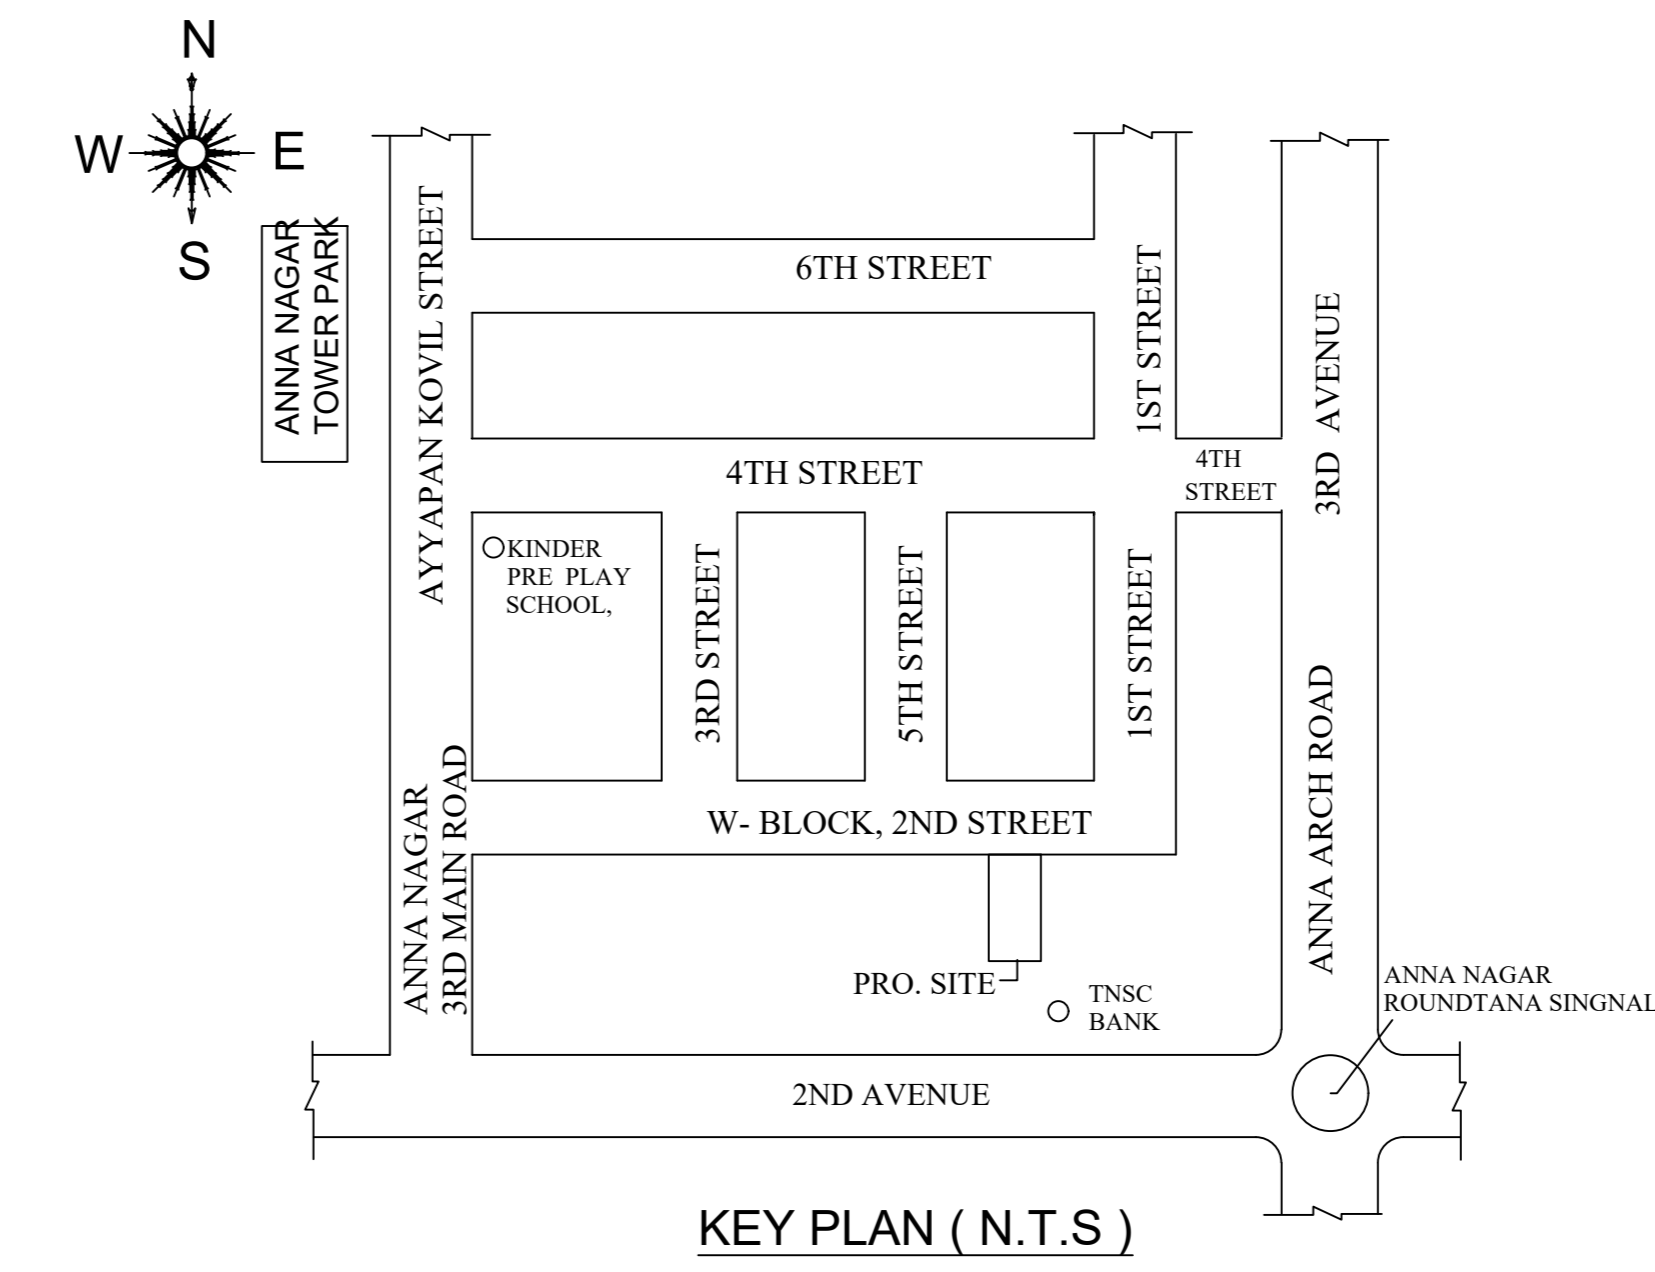 N
W
E
S
ANNA NAGAR
TOWER PARK
AYYAPAN KOVIL STREET
6TH STREET
1ST STREET
3RD AVENUE
4TH STREET
4TH
STREET
KINDER
PRE PLAY
SCHOOL,
3RD STREET
5TH STREET
1ST STREET
ANNA ARCH ROAD
ANNA NAGAR
3RD MAIN ROAD
W- BLOCK, 2ND STREET
PRO. SITE
TNSC
BANK
ANNA NAGAR
ROUNDTANA SINGNAL
2ND AVENUE
KEY PLAN ( N.T.S )